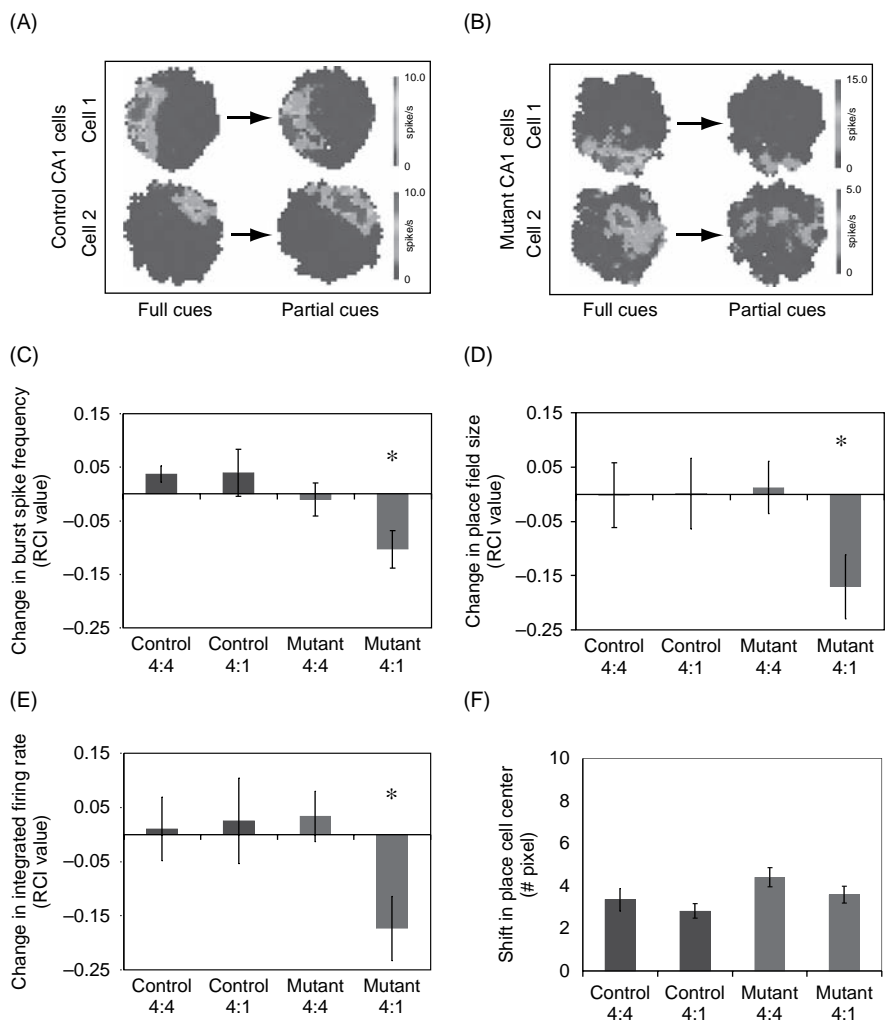 (A)
(B)
Control CA1 cells
Cell 1
Cell 2
10.0
spike/s
0
10.0
spike/s
0
Full cues
Partial cues
Mutant CA1 cells
Cell 1
Cell 2
15.0
spike/s
0
5.0
spike/s
0
Full cues
Partial cues
(C)
Change in burst spike frequency
(RCI value)
0.15
0.05
–0.05
–0.15
–0.25
*
Control
4:4
Control
4:1
Mutant
4:4
Mutant
4:1
(D)
Change in place field size
(RCI value)
0.15
0.05
–0.05
–0.15
–0.25
*
Control
4:4
Control
4:1
Mutant
4:4
Mutant
4:1
(E)
Change in integrated firing rate
(RCI value)
0.15
0.05
–0.05
–0.15
–0.25
*
Control
4:4
Control
4:1
Mutant
4:4
Mutant
4:1
(F)
Shift in place cell center
(# pixel)
10
8
6
4
2
0
Control
4:4
Control
4:1
Mutant
4:4
Mutant
4:1